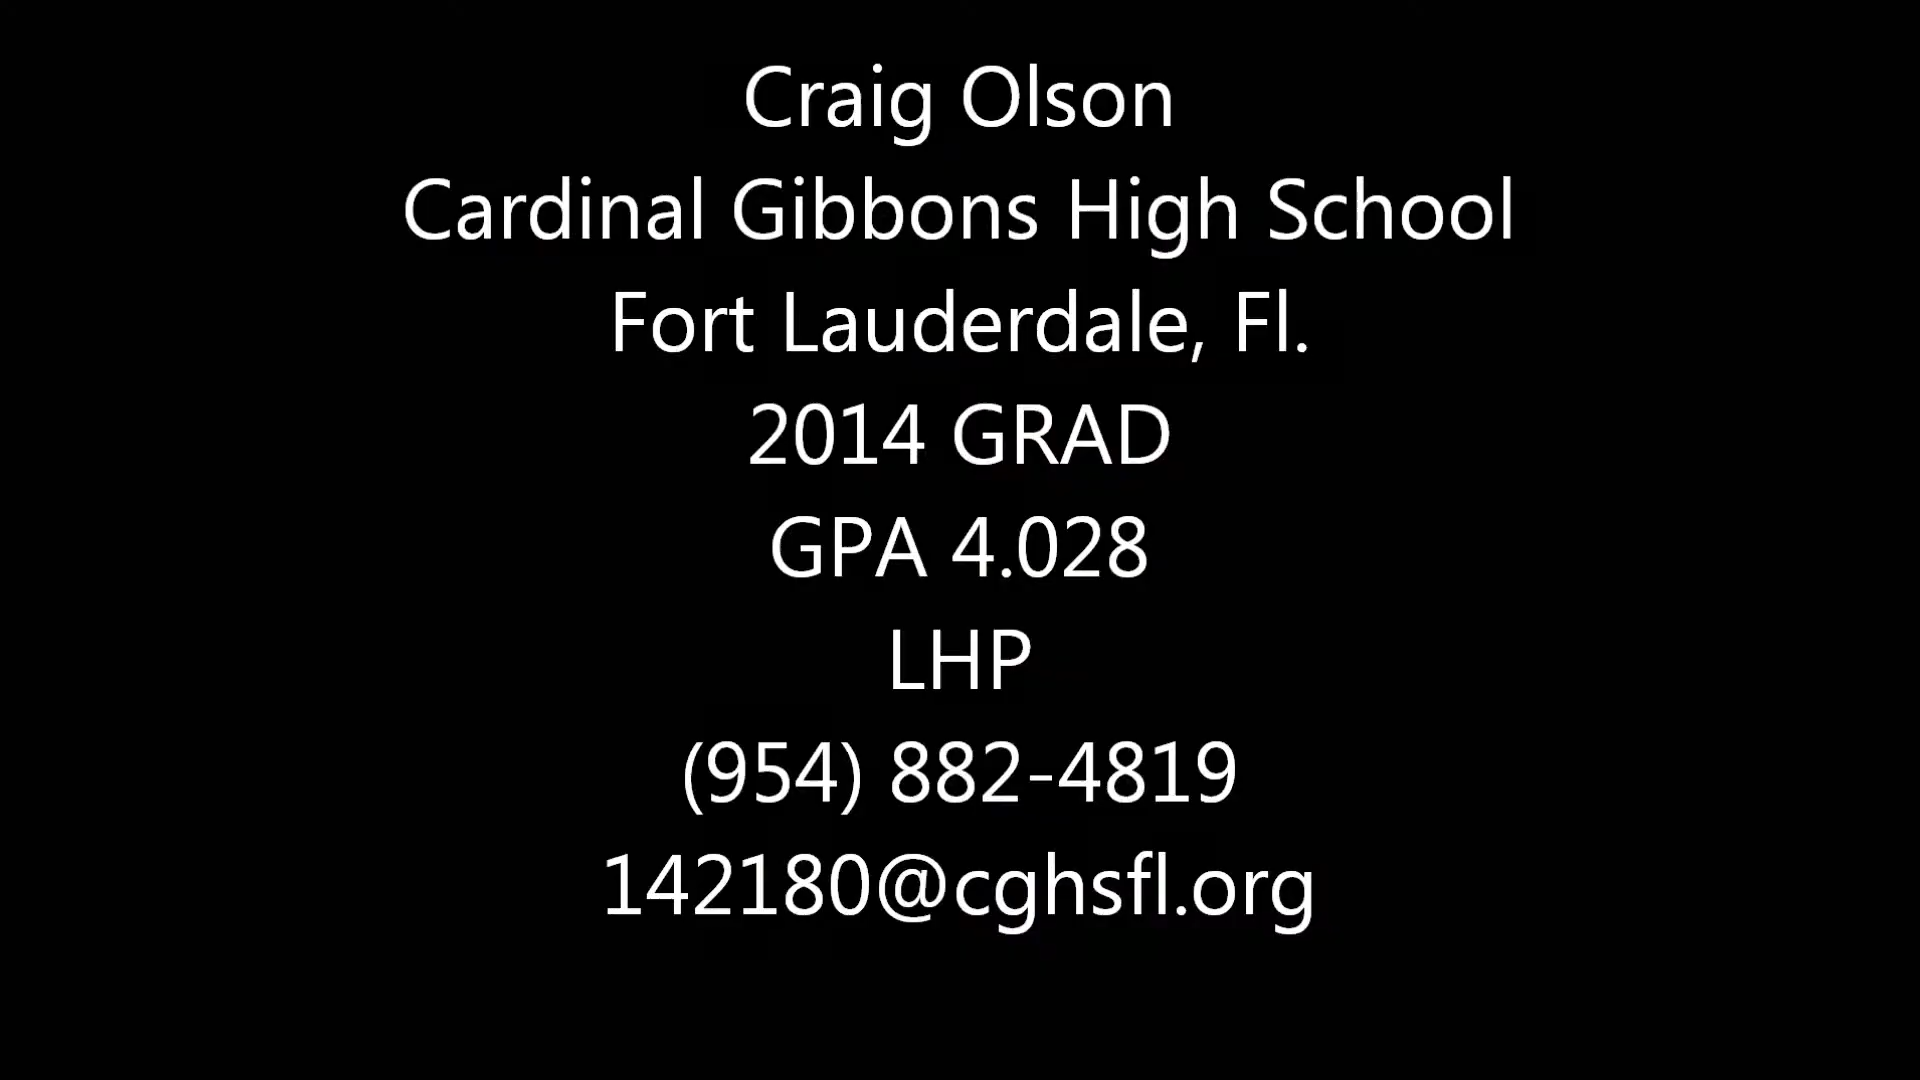 Craig Olson
Cardinal Gibbons High School
Fort Lauderdale, Fl.
2014 GRAD
GPA 4.028
LHP
(954) 882-4819
142180@cghsfl.org